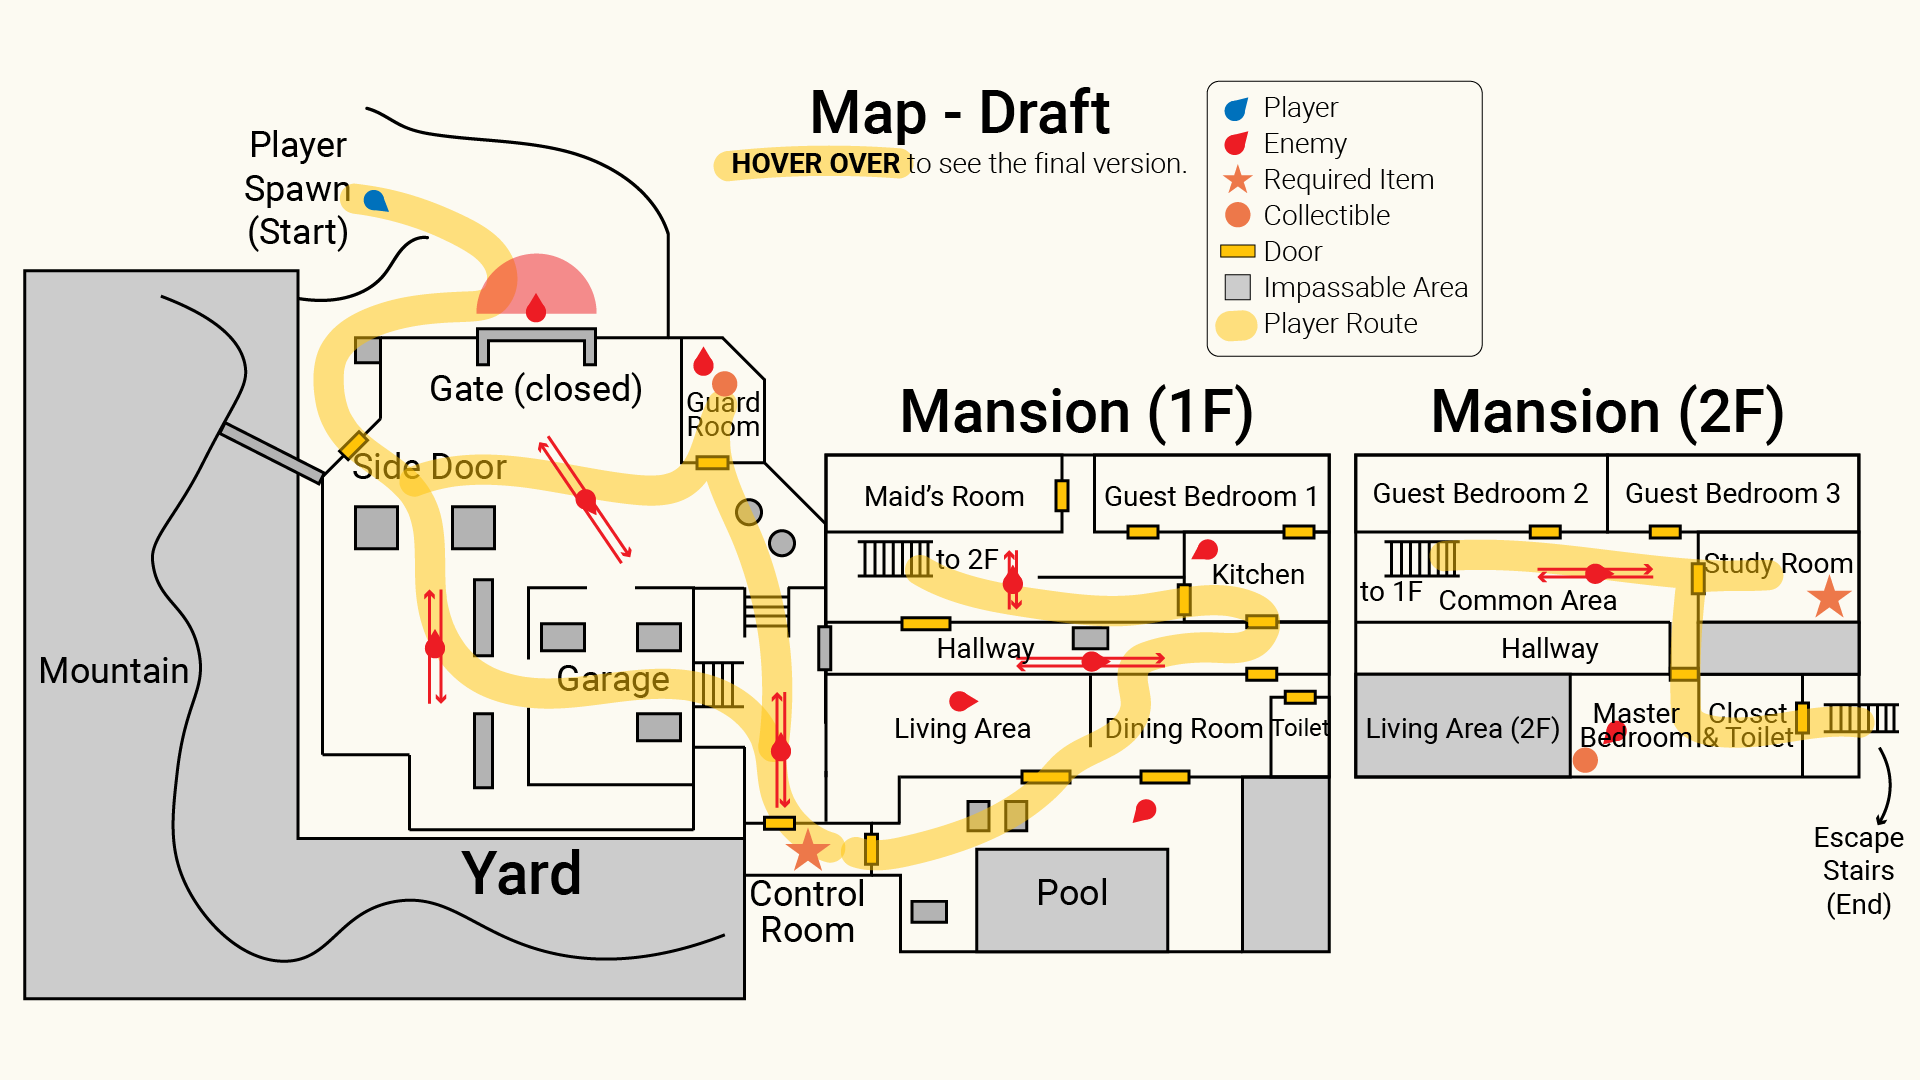 Map - Draft
HOVER OVER to see the final version.
Player
Enemy
Required Item
Collectible
Door
Impassable Area
Player Route
Player
Spawn
(Start)
Gate (closed)
Guard
Room
Side Door
Mountain
Garage
Yard
Control
Room
Mansion (1F)
Maid's Room
Guest Bedroom 1
to 2F
Kitchen
Hallway
Living Area
Dining Room
Toilet
Pool
Mansion (2F)
Guest Bedroom 2
Guest Bedroom 3
Study Room
to 1F
Common Area
Hallway
Living Area (2F)
Master
Bedroom
Closet
& Toilet
Escape
Stairs
(End)